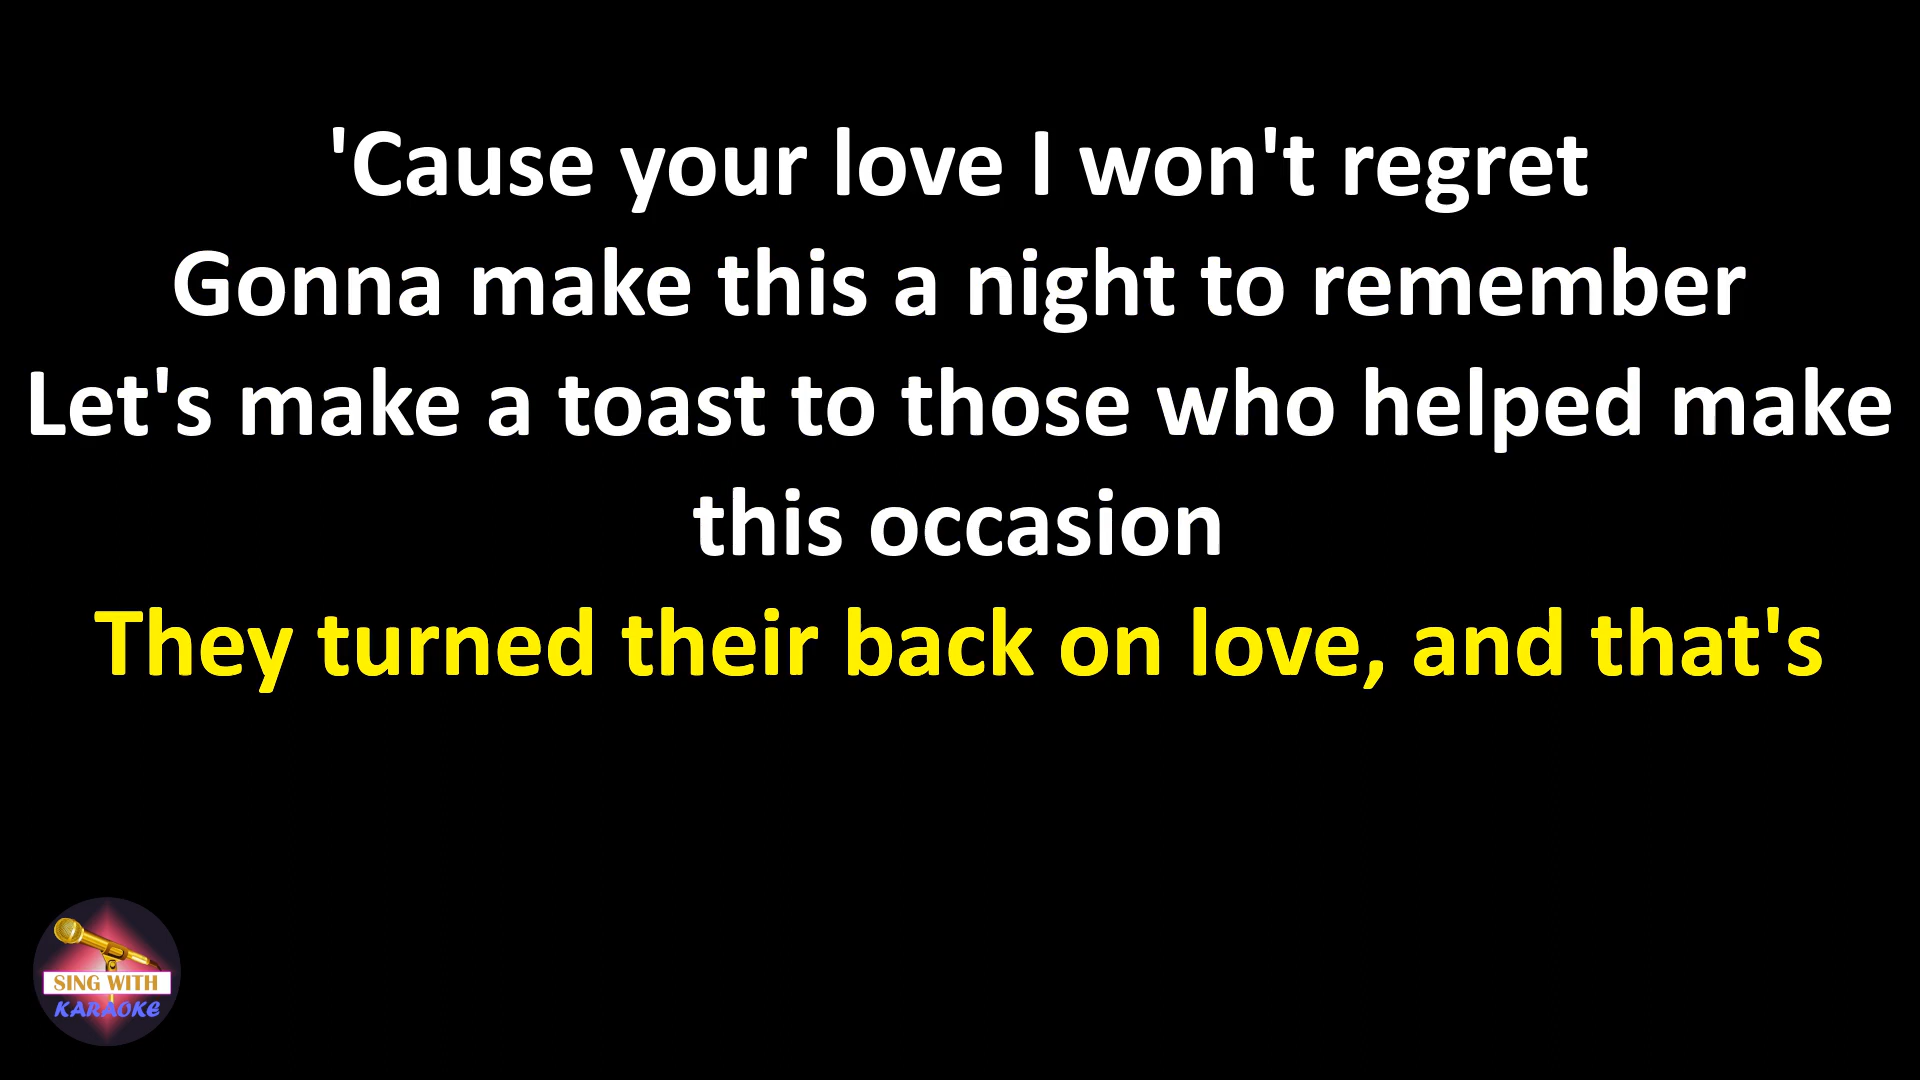 'Cause your love I won't regret
Gonna make this a night to remember
Let's make a toast to those who helped make
this occasion
They turned their back on love, and that's
SING WITH
KARAOKE